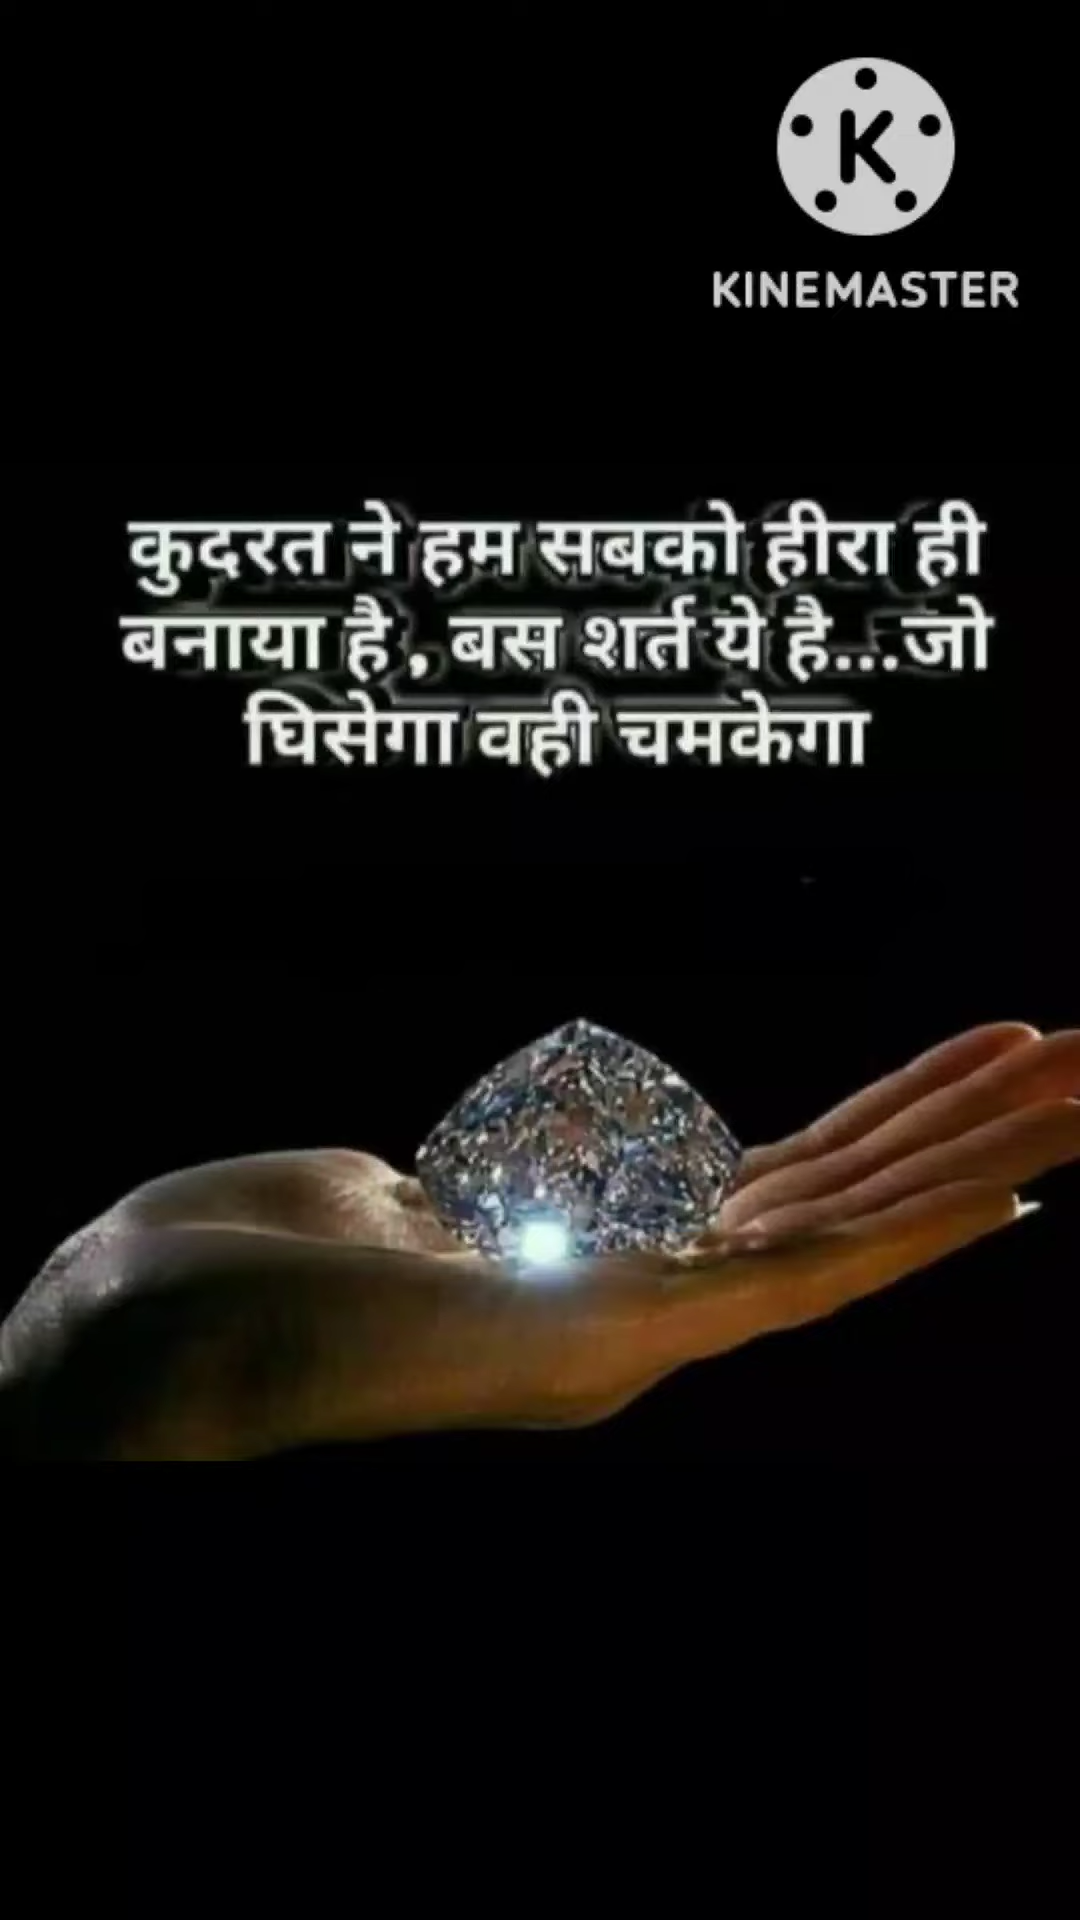 K
KINEMASTER
कुदरत ने हम सबको हीरा ही
बनाया है, बस शर्त ये है...जो
घिसेगा वही चमकेगा